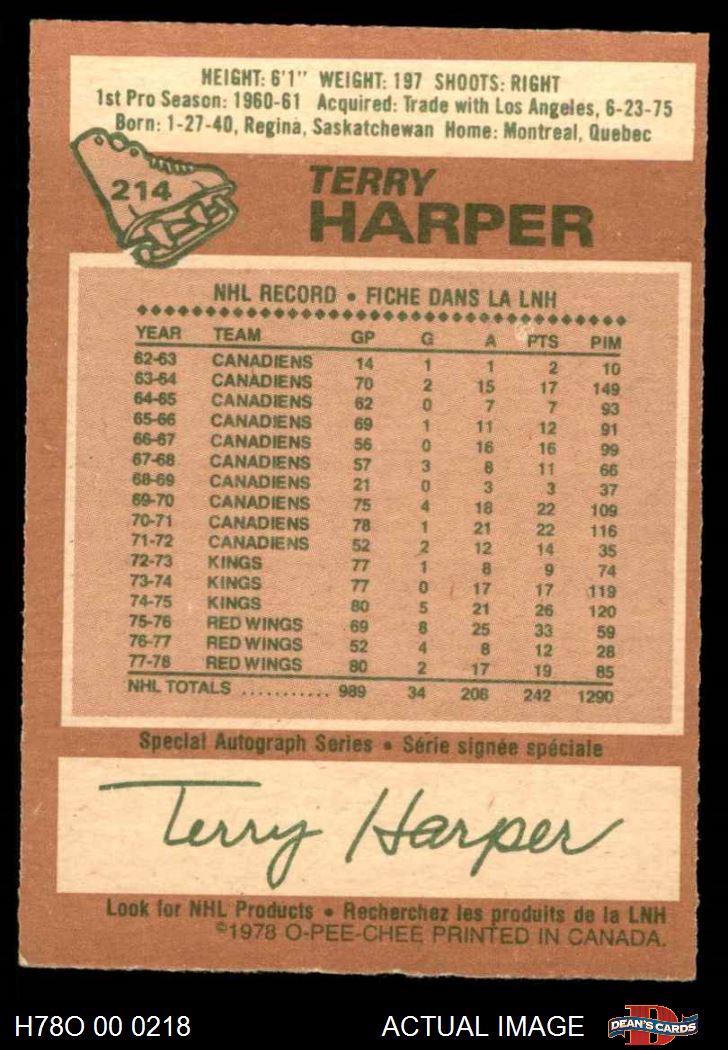 HEIGHT: 6'1" WEIGHT: 197 SHOOTS: RIGHT
1st Pro Season: 1960-61 Acquired: Trade with Los Angeles, 6-23-75
Born: 1-27-40, Regina, Saskatchewan Home: Montreal, Quebec
214
TERRY
HARPER
NHL RECORD • FICHE DANS LA LNH
YEAR TEAM GP G A PTS PIM
62-63 CANADIENS 14 1 1 2 10
63-64 CANADIENS 70 2 15 17 149
64-65 CANADIENS 62 0 7 7 93
65-66 CANADIENS 69 1 11 12 91
66-67 CANADIENS 56 0 16 16 99
67-68 CANADIENS 57 3 8 11 66
68-69 CANADIENS 21 0 3 3 37
69-70 CANADIENS 75 4 18 22 109
70-71 CANADIENS 78 1 21 22 116
71-72 CANADIENS 52 2 12 14 35
72-73 KINGS 77 1 8 9 74
73-74 KINGS 77 0 17 17 119
74-75 KINGS 80 5 21 26 120
75-76 RED WINGS 69 8 25 33 59
76-77 RED WINGS 52 4 8 12 28
77-78 RED WINGS 80 2 17 19 85
NHL TOTALS ........... 989 34 208 242 1290
Special Autograph Series • Série signée spéciale
Terry Harper
Look for NHL Products • Recherchez les produits de la LNH
©1978 O-PEE-CHEE PRINTED IN CANADA.
H78O 00 0218 ACTUAL IMAGE D DEAN'S CARDS